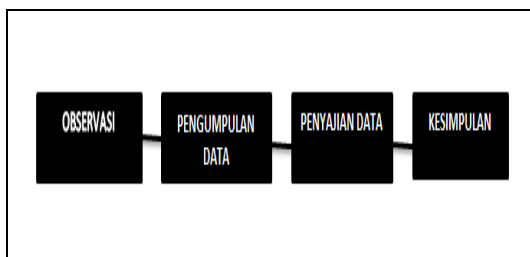 OBSERVASI
PENGUMPULAN
DATA
PENYAJIAN DATA
KESIMPULAN